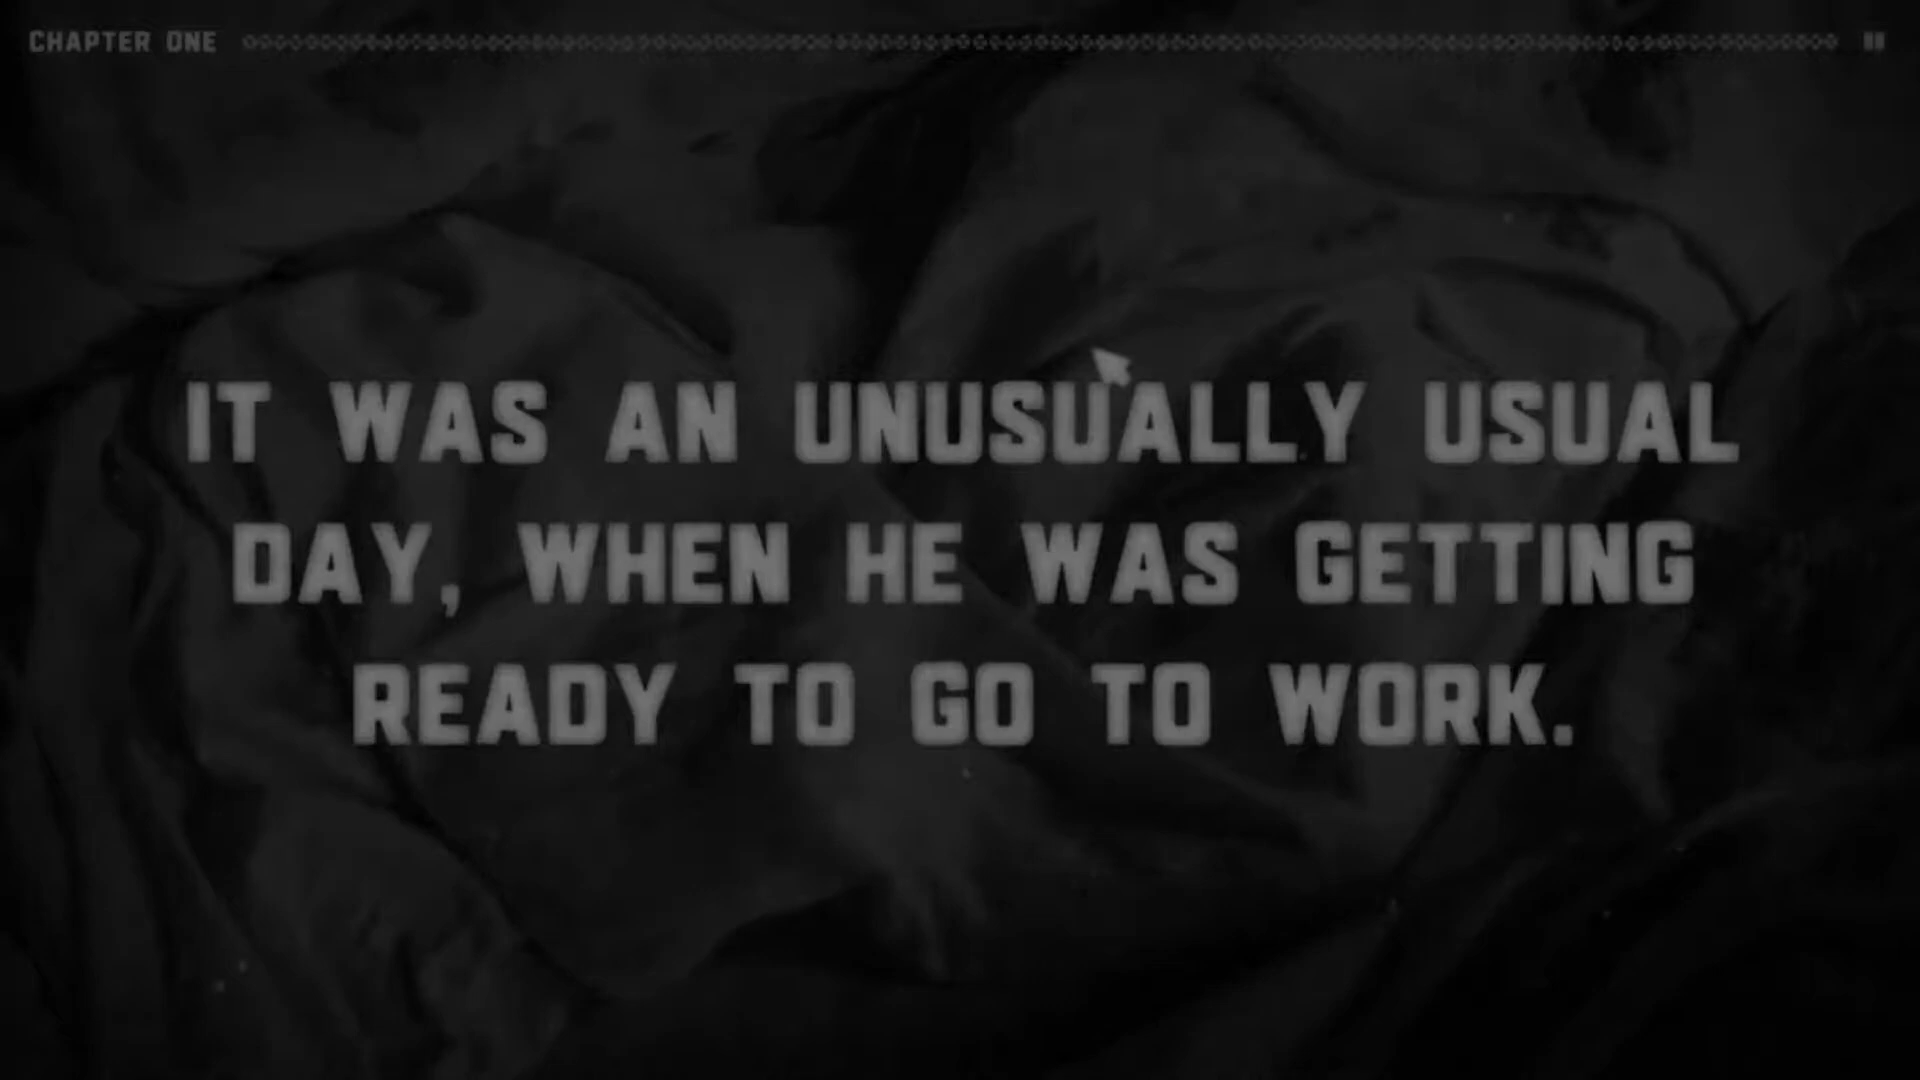 CHAPTER ONE
IT WAS AN UNUSUALLY USUAL
DAY, WHEN HE WAS GETTING
READY TO GO TO WORK.